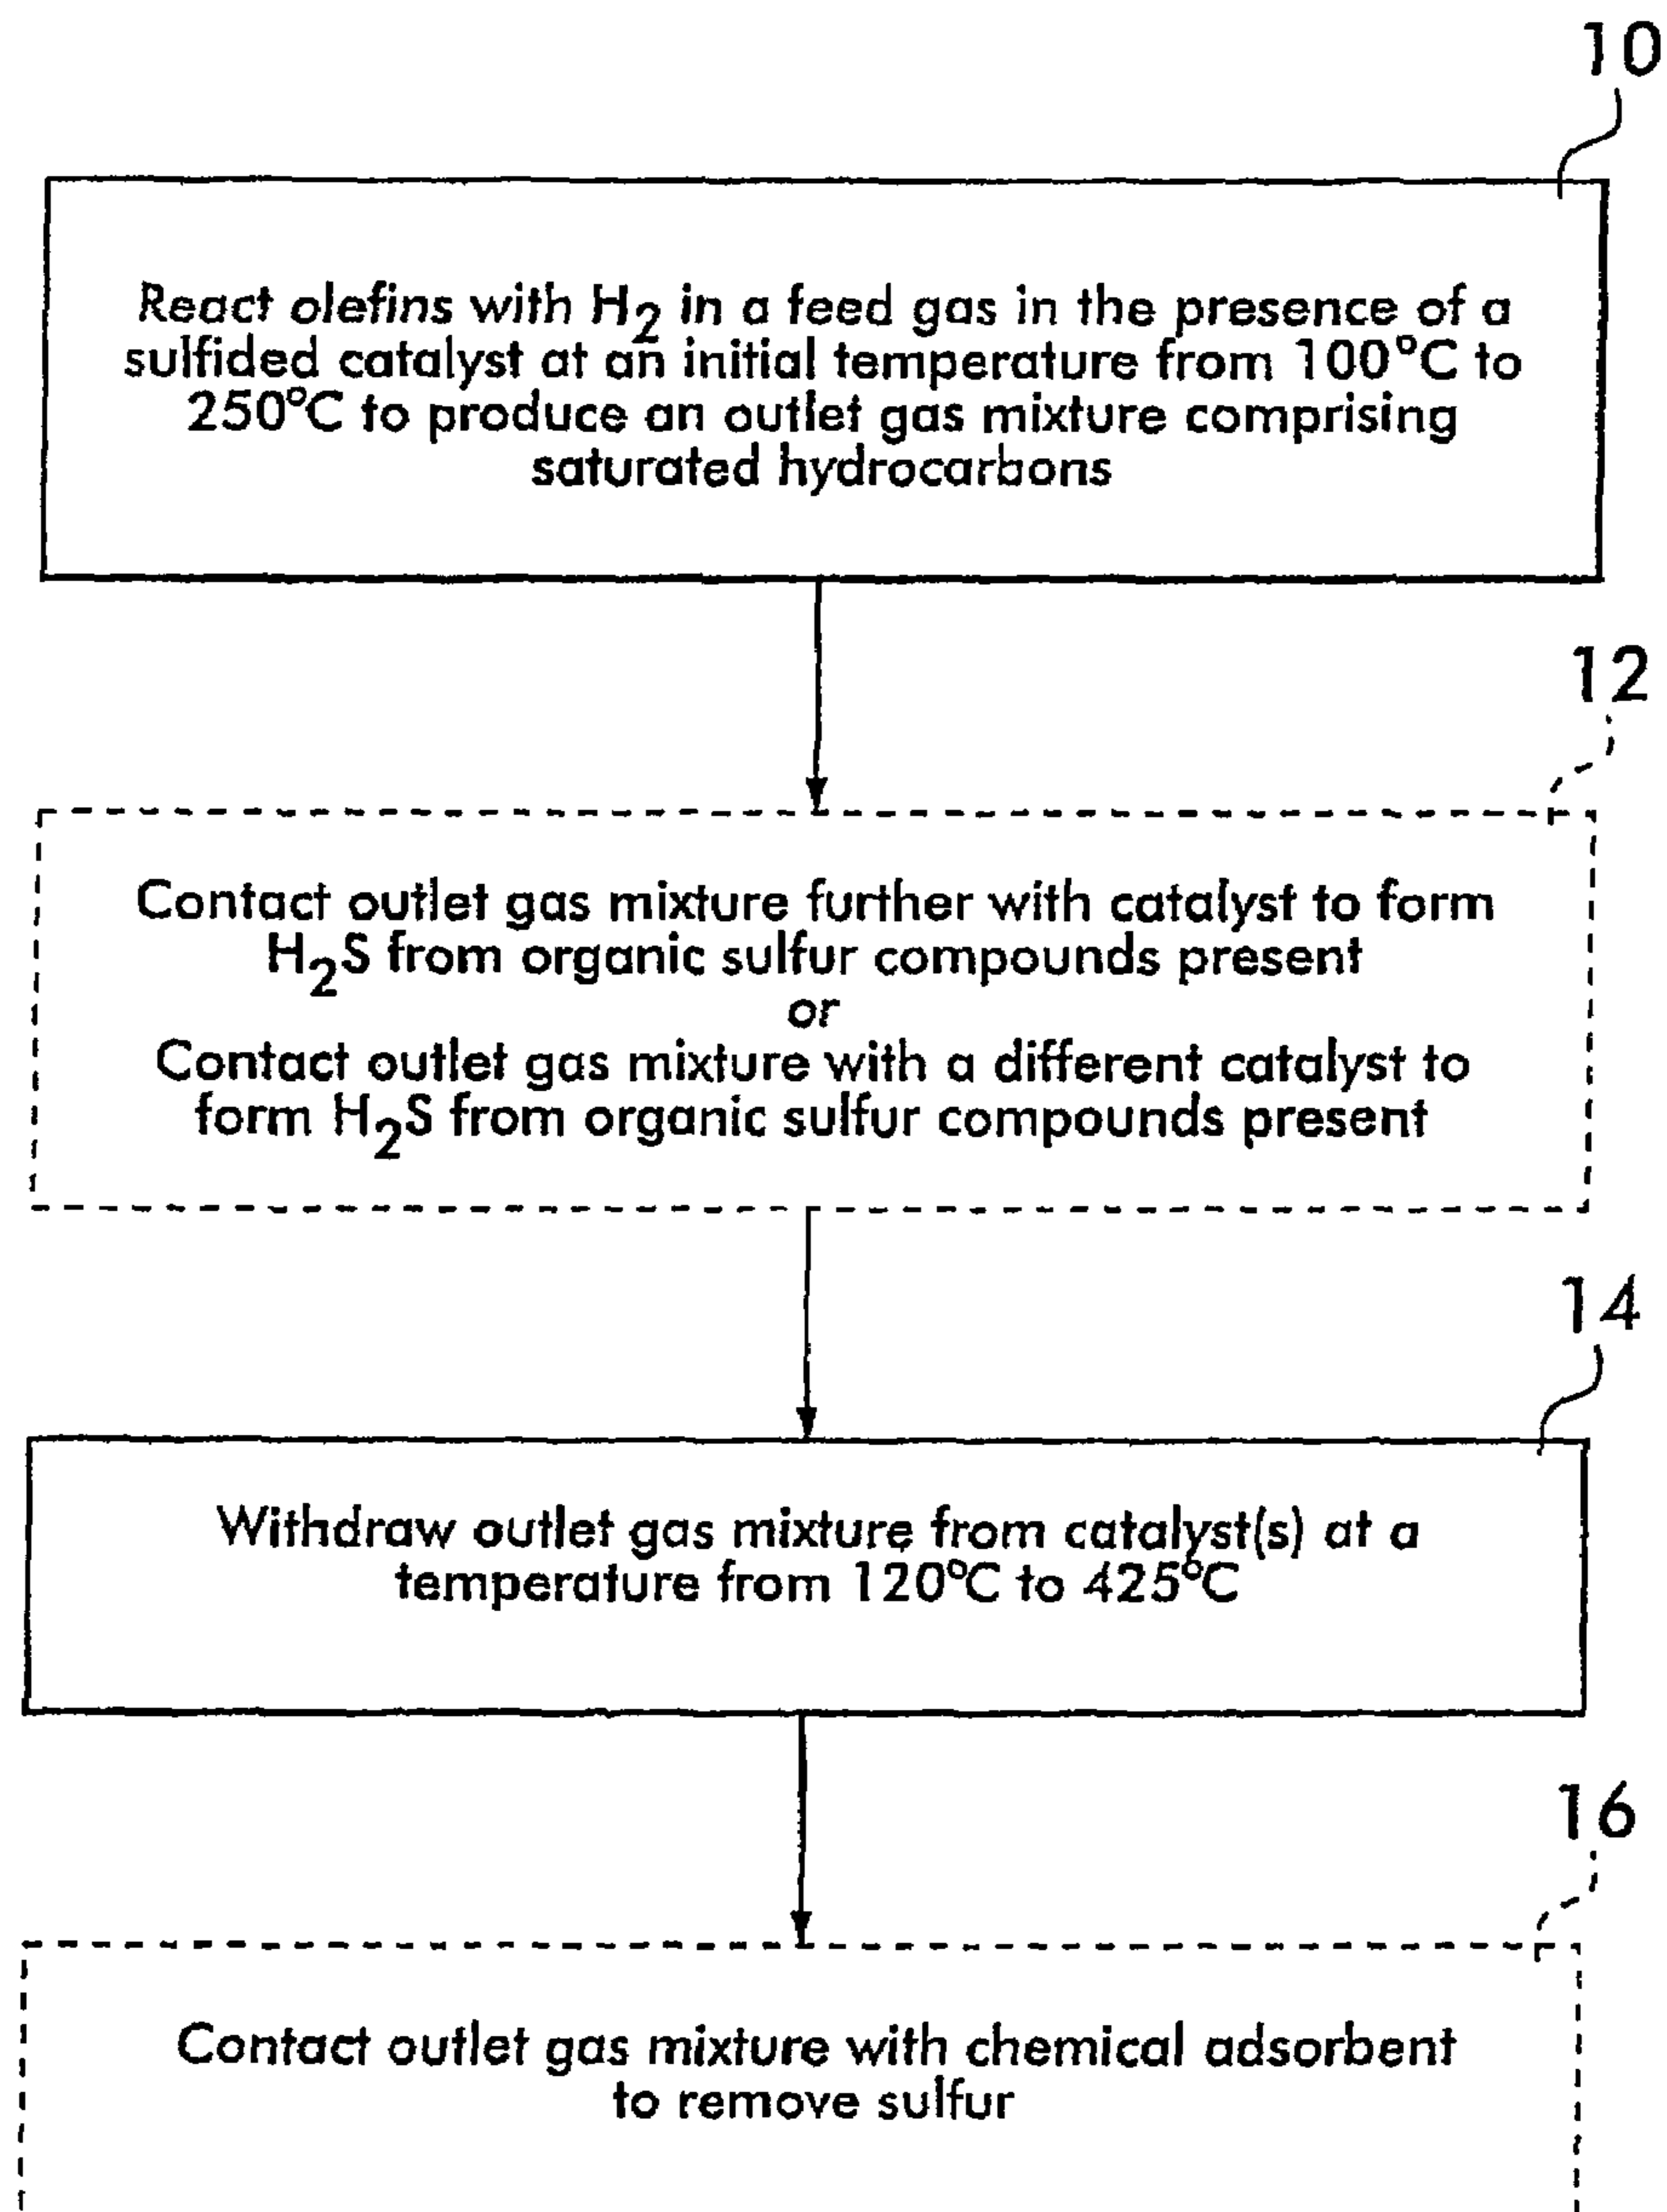 10
React olefins with H2 in a feed gas in the presence of a
sulfided catalyst at an initial temperature from 100°C to
250°C to produce an outlet gas mixture comprising
saturated hydrocarbons
12
Contact outlet gas mixture further with catalyst to form
H2S from organic sulfur compounds present
or
Contact outlet gas mixture with a different catalyst to
form H2S from organic sulfur compounds present
14
Withdraw outlet gas mixture from catalyst(s) at a
temperature from 120°C to 425°C
16
Contact outlet gas mixture with chemical adsorbent
to remove sulfur